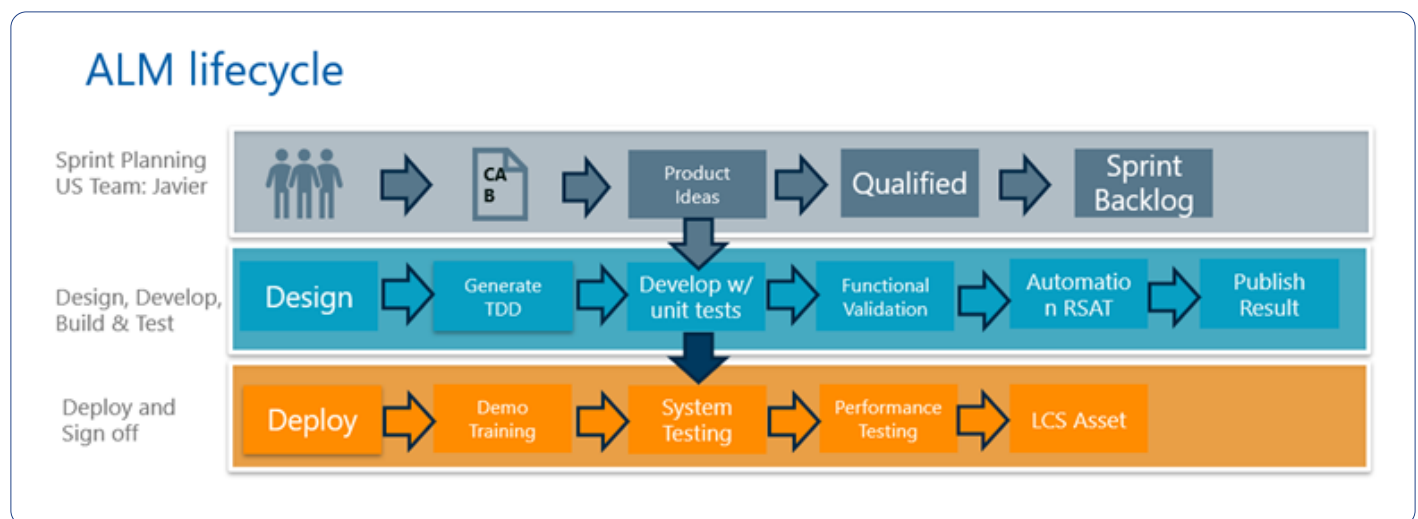 ALM lifecycle
Sprint Planning
US Team: Javier
CA
B
Product
Ideas
Qualified
Sprint
Backlog
Design, Develop,
Build & Test
Design
Generate
TDD
Develop w/
unit tests
Functional
Validation
Automatio
n RSAT
Publish
Result
Deploy and
Sign off
Deploy
Demo
Training
System
Testing
Performance
Testing
LCS Asset